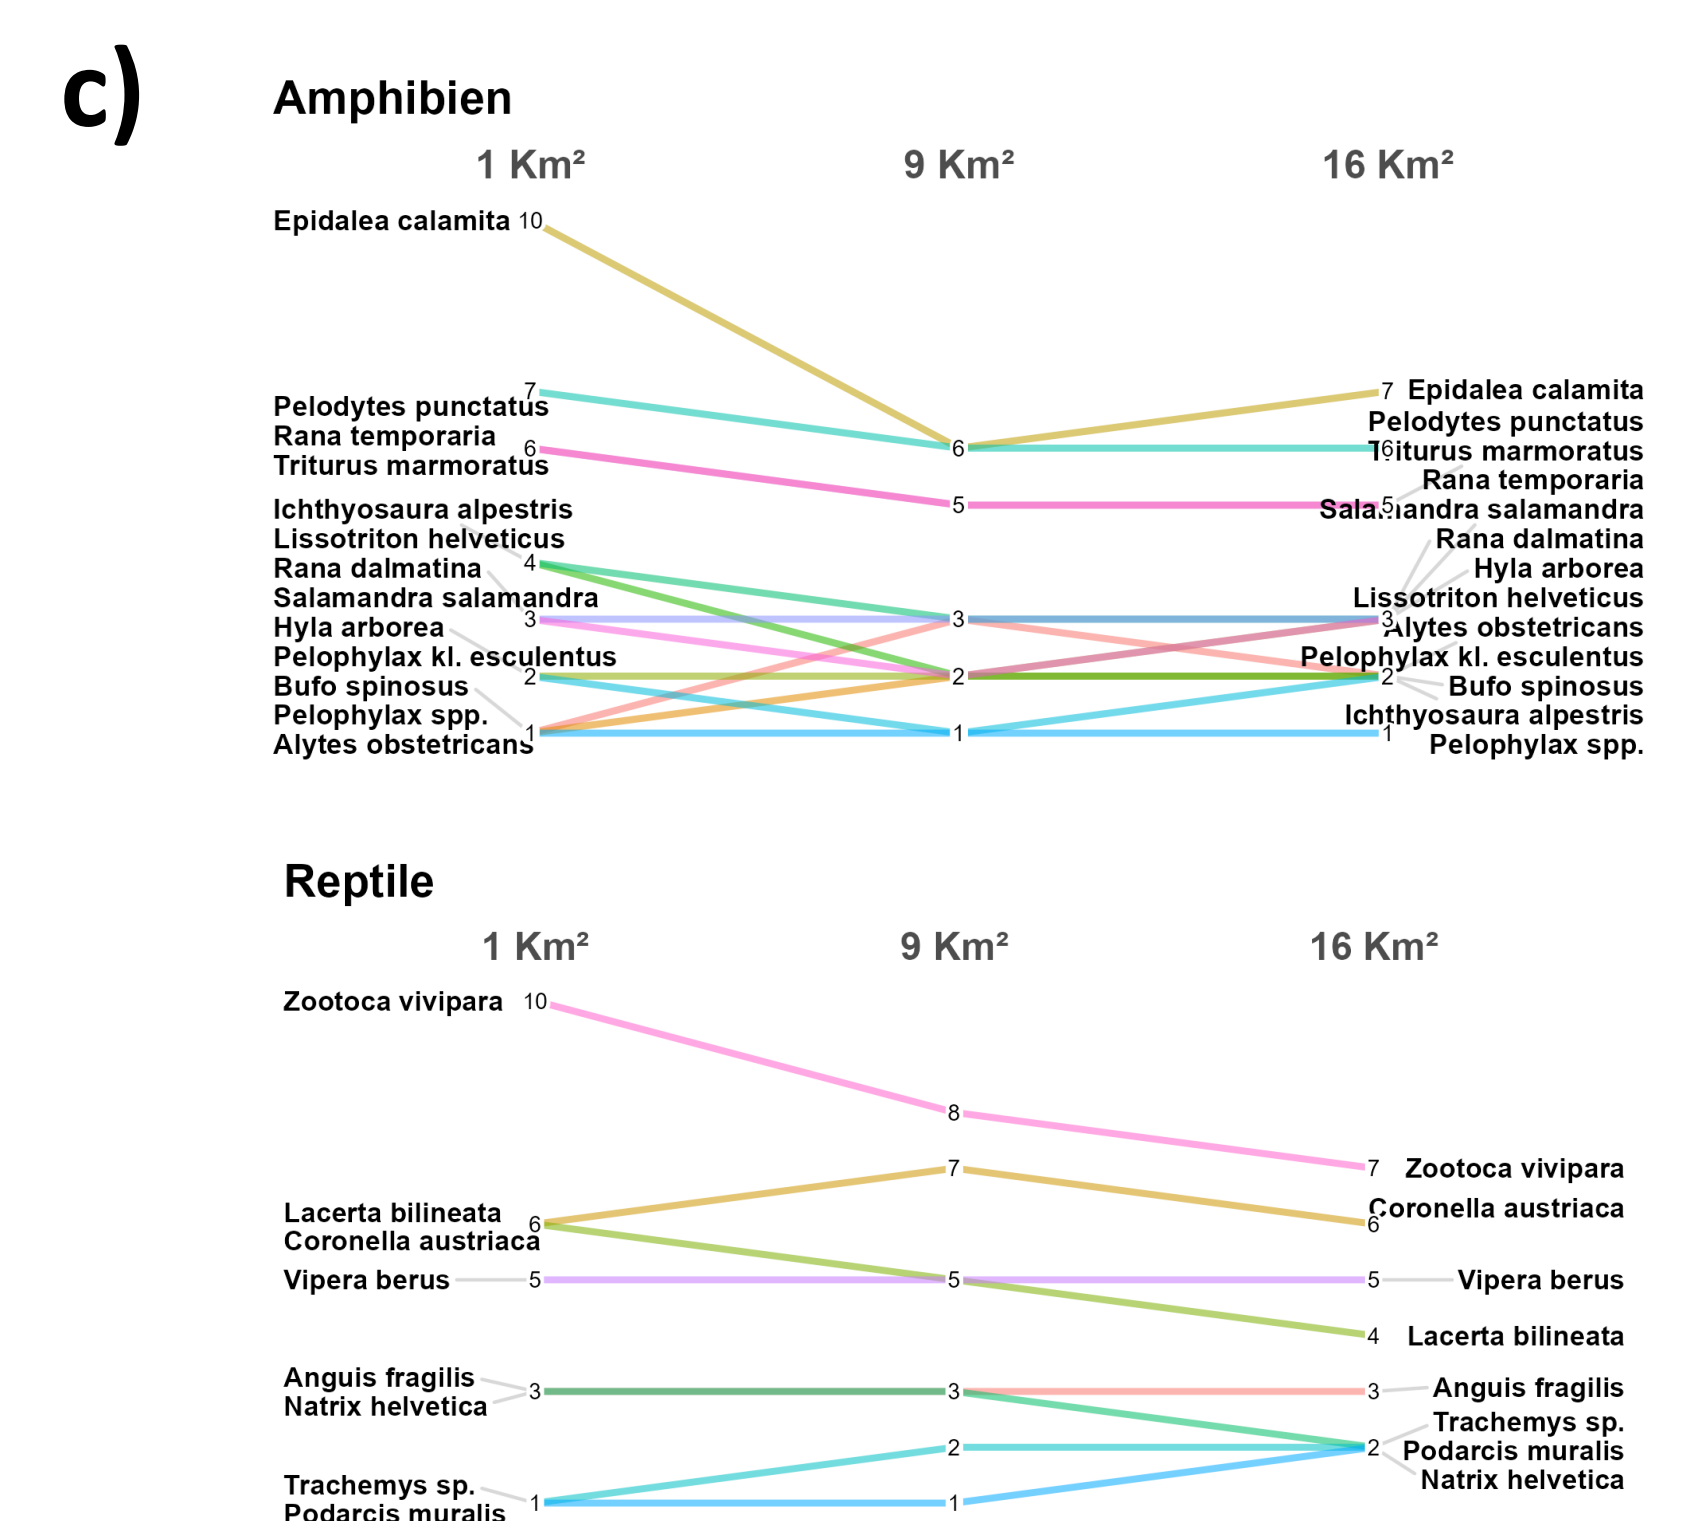 c)
Amphibien
1 Km² 9 Km² 16 Km²
Epidalea calamita 10
7 7 Epidalea calamita
Pelodytes punctatus Pelodytes punctatus
Rana temporaria
6 6 6 Triturus marmoratus
Triturus marmoratus
Rana temporaria
5 5
Ichthyosaura alpestris Salamandra salamandra
Lissotriton helveticus Rana dalmatina
4
Rana dalmatina Hyla arborea
Salamandra salamandra Lissotriton helveticus
3 3 3
Hyla arborea Alytes obstetricans
Pelophylax kl. esculentus Pelophylax kl. esculentus
2 2 2
Bufo spinosus Bufo spinosus
Pelophylax spp. Ichthyosaura alpestris
1 1 1
Alytes obstetricans Pelophylax spp.
Reptile
1 Km² 9 Km² 16 Km²
Zootoca vivipara 10
8
7 7 Zootoca vivipara
Lacerta bilineata Coronella austriaca
6 6
Coronella austriaca
Vipera berus 5 5 5 Vipera berus
4 Lacerta bilineata
Anguis fragilis Anguis fragilis
3 3 3
Natrix helvetica Trachemys sp.
2 2 Podarcis muralis
Trachemys sp. Natrix helvetica
1 1
Podarcis muralis